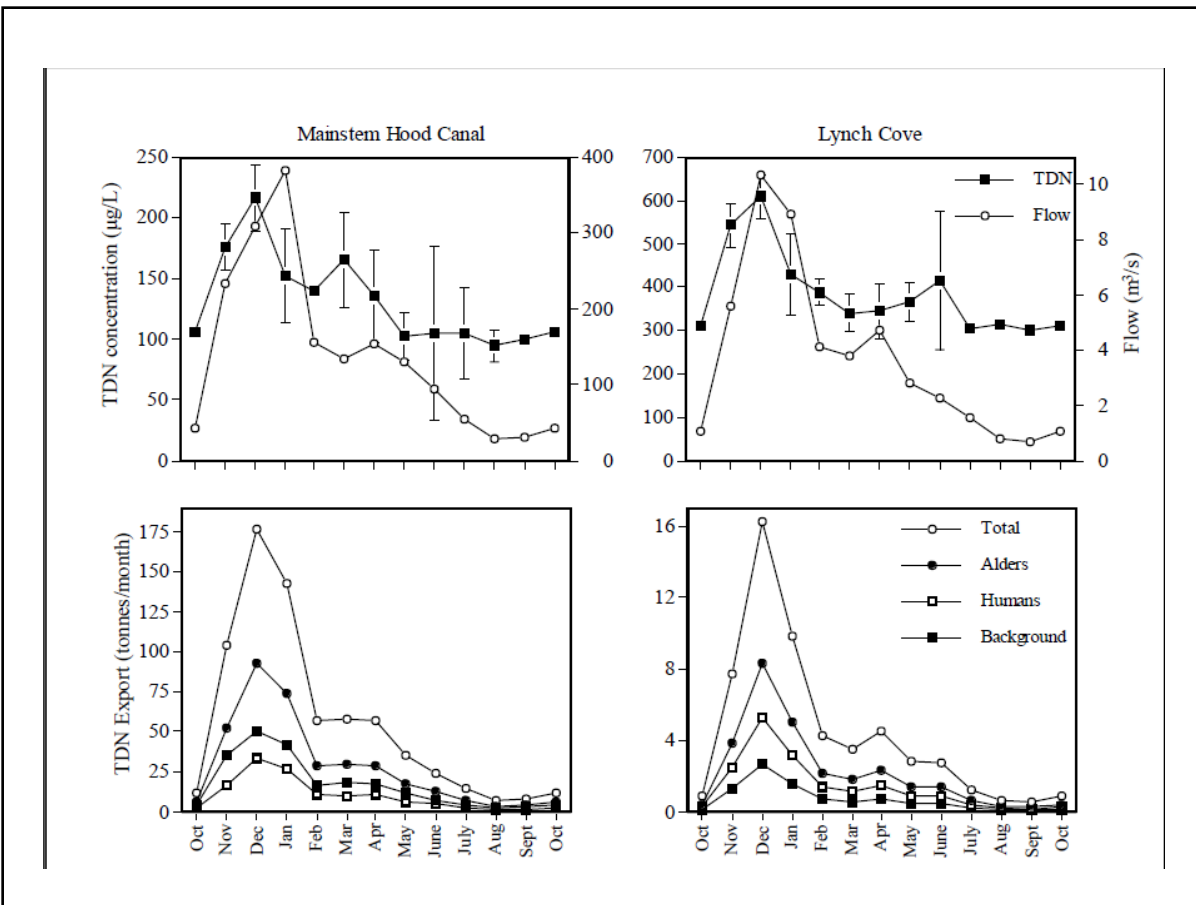 Mainstem Hood Canal
TDN concentration (µg/L)
250
200
150
100
50
0
400
300
200
100
0
Lynch Cove
700
600
500
400
300
200
100
0
TDN
Flow
10
8
6
4
2
0
Flow (m³/s)
TDN Export (tonnes/month)
175
150
125
100
75
50
25
0
Oct
Nov
Dec
Jan
Feb
Mar
Apr
May
June
July
Aug
Sept
Oct
16
12
8
4
0
Total
Alders
Humans
Background
Oct
Nov
Dec
Jan
Feb
Mar
Apr
May
June
July
Aug
Sept
Oct